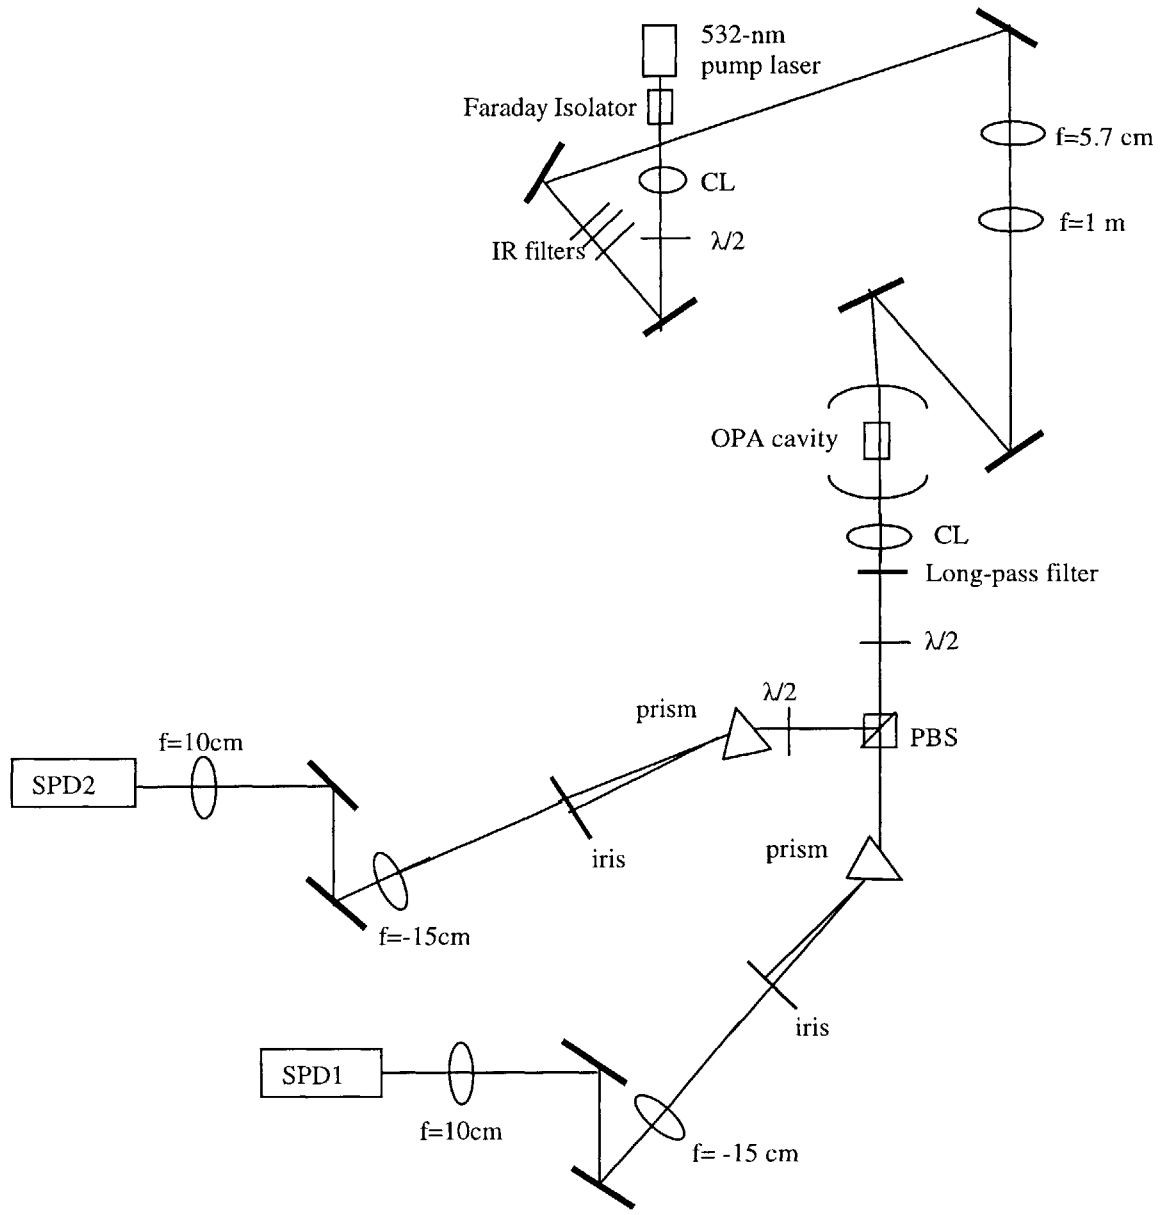 532-nm
pump laser
Faraday Isolator
f=5.7 cm
CL
f=1 m
λ/2
IR filters
OPA cavity
CL
Long-pass filter
λ/2
λ/2
prism
PBS
f=10cm
SPD2
prism
iris
f=-15cm
iris
SPD1
f=10cm
f= -15 cm